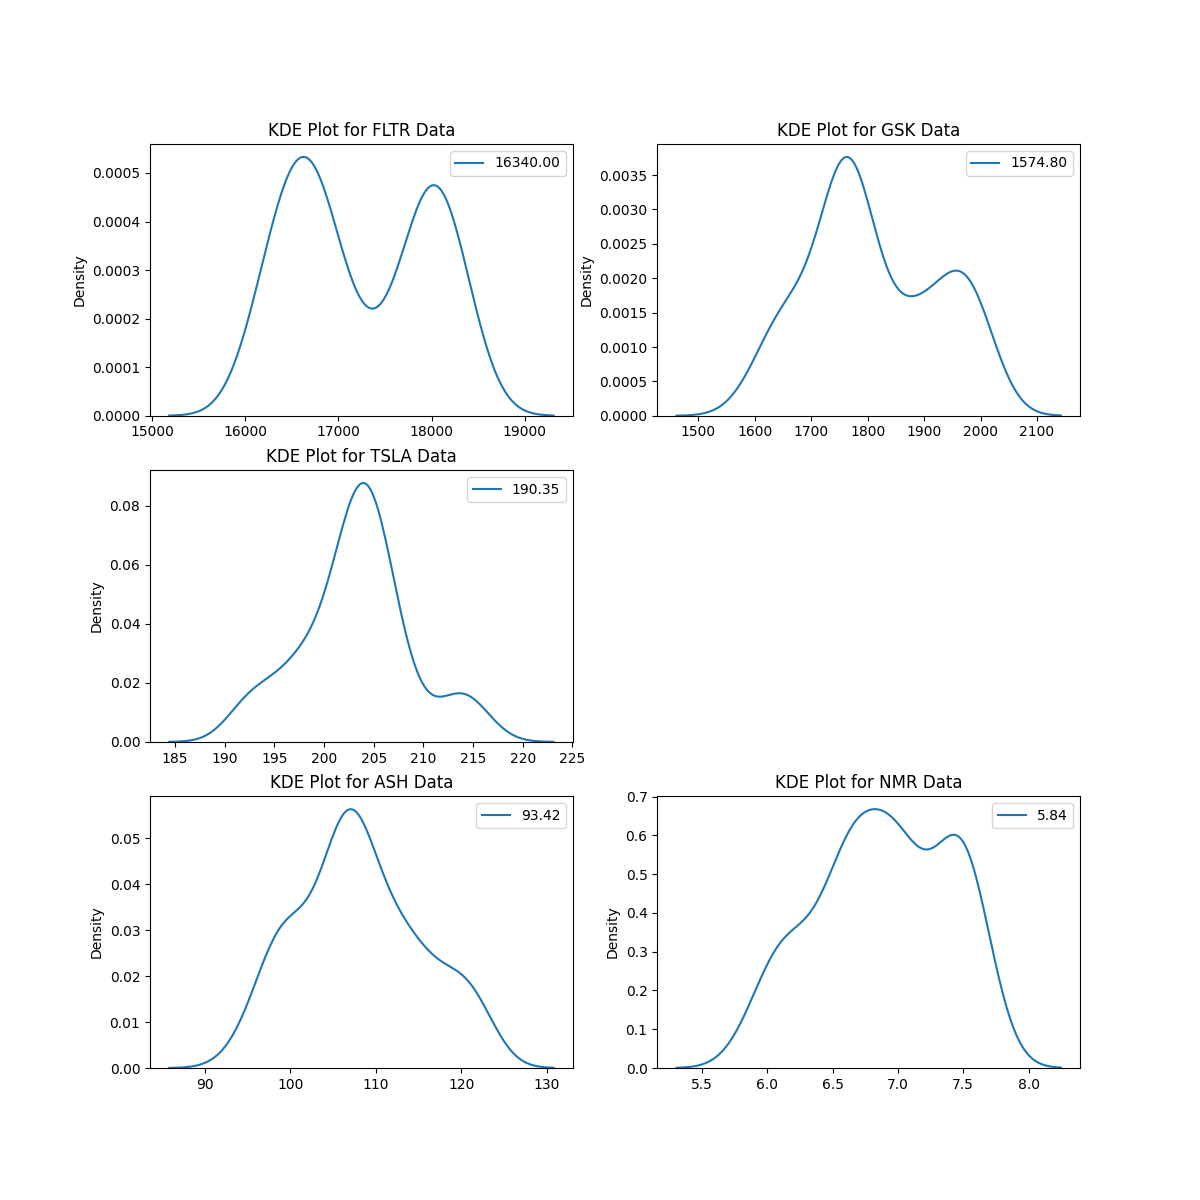 KDE Plot for FLTR Data
16340.00
Density
0.0005
0.0004
0.0003
0.0002
0.0001
0.0000
15000 16000 17000 18000 19000
KDE Plot for GSK Data
1574.80
Density
0.0035
0.0030
0.0025
0.0020
0.0015
0.0010
0.0005
0.0000
1500 1600 1700 1800 1900 2000 2100
KDE Plot for TSLA Data
190.35
Density
0.08
0.06
0.04
0.02
0.00
185 190 195 200 205 210 215 220 225
KDE Plot for ASH Data
93.42
Density
0.05
0.04
0.03
0.02
0.01
0.00
90 100 110 120 130
KDE Plot for NMR Data
5.84
Density
0.7
0.6
0.5
0.4
0.3
0.2
0.1
0.0
5.5 6.0 6.5 7.0 7.5 8.0